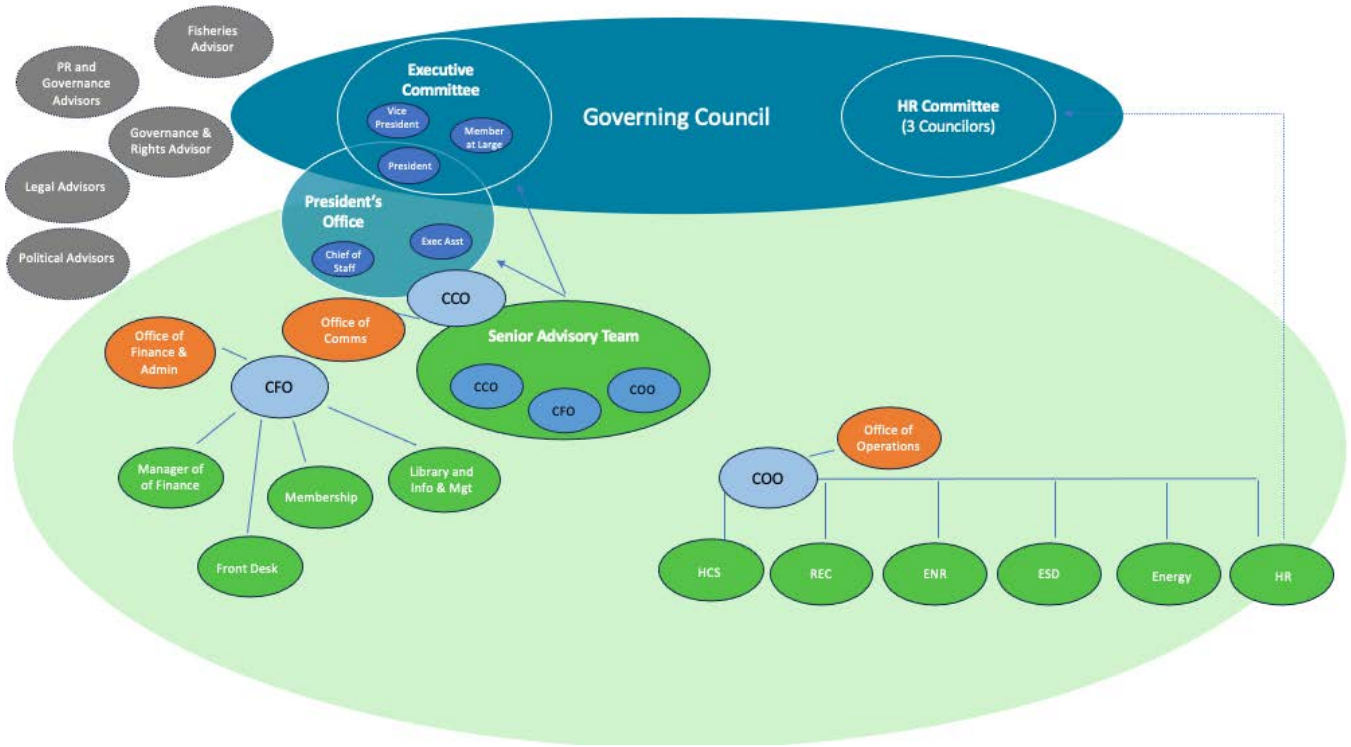 Fisheries
Advisor
PR and
Governance
Advisors
Governance &
Rights Advisor
Legal Advisors
Political Advisors
Executive
Committee
Vice
President
Member
at Large
President
Governing Council
HR Committee
(3 Councilors)
President's
Office
Chief of
Staff
Exec Asst
CCO
Office of
Comms
Senior Advisory Team
CCO
CFO
COO
Office of
Finance &
Admin
CFO
Manager of
of Finance
Membership
Library and
Info & Mgt
Front Desk
Office of
Operations
COO
HCS
REC
ENR
ESD
Energy
HR